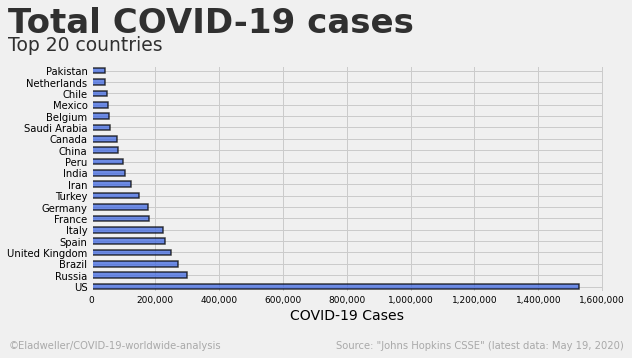 Total COVID-19 cases
Top 20 countries
Pakistan
Netherlands
Chile
Mexico
Belgium
Saudi Arabia
Canada
China
Peru
India
Iran
Turkey
Germany
France
Italy
Spain
United Kingdom
Brazil
Russia
US
0 200,000 400,000 600,000 800,000 1,000,000 1,200,000 1,400,000 1,600,000
COVID-19 Cases
©Eladweller/COVID-19-worldwide-analysis Source: "Johns Hopkins CSSE" (latest data: May 19, 2020)